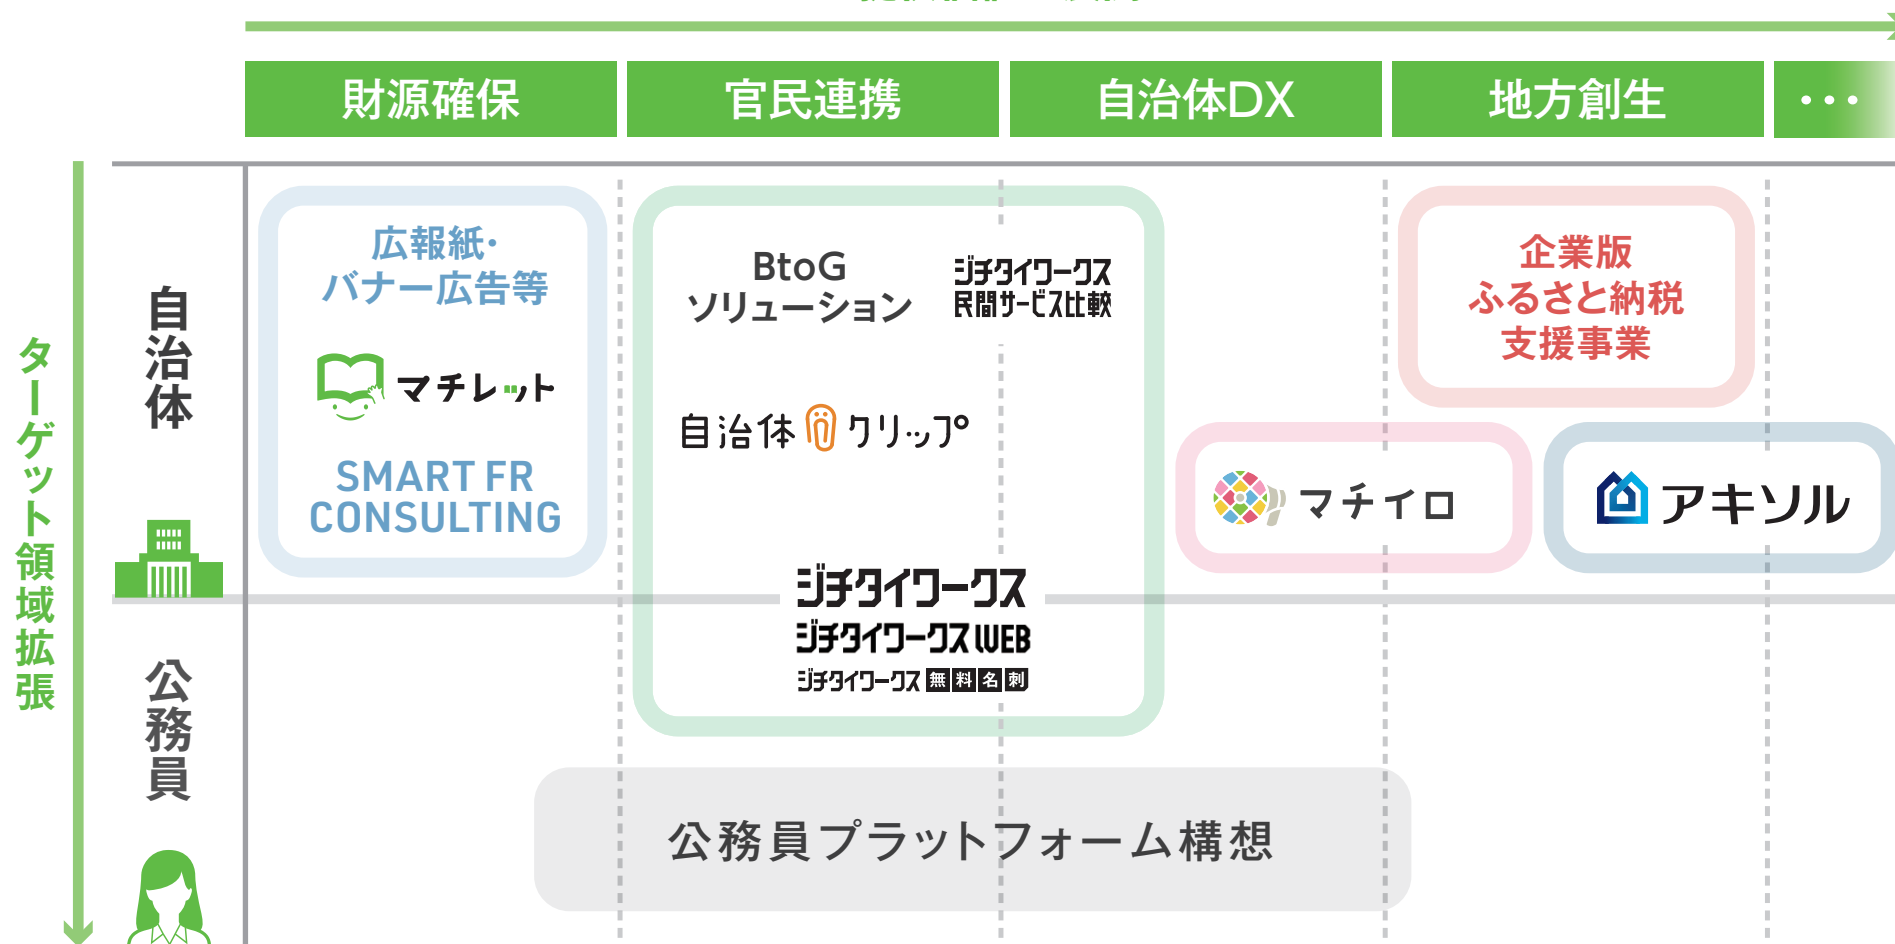 財源確保
官民連携
自治体DX
地方創生
・・・
ターゲット領域拡張
自治体
公務員
広報紙・
バナー広告等
マチレット
SMART FR
CONSULTING
BtoG
ソリューション
ジチタイワークス
民間サービス比較
自治体クリップ
ジチタイワークス
ジチタイワークス WEB
ジチタイワークス 無料名刺
企業版
ふるさと納税
支援事業
マチイロ
アキソル
公務員プラットフォーム構想